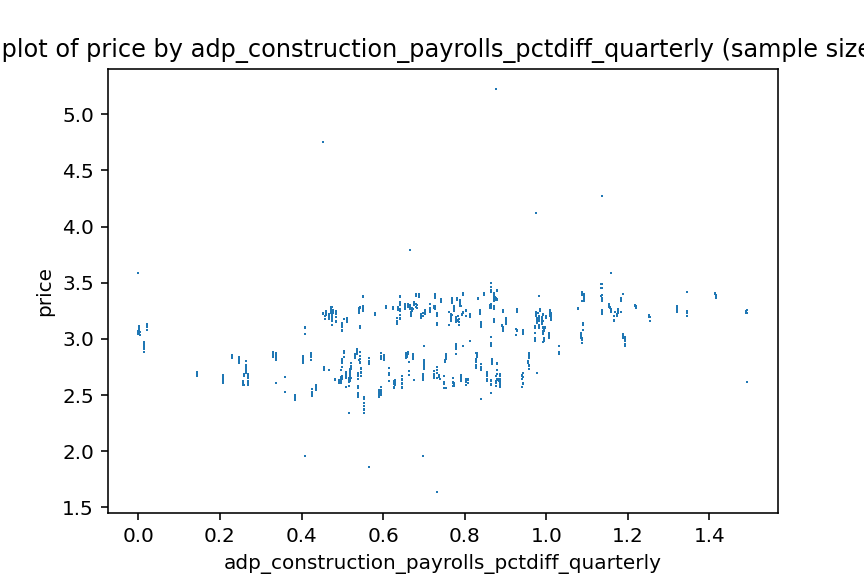 plot of price by adp_construction_payrolls_pctdiff_quarterly (sample size
5.0
4.5
4.0
3.5
3.0
2.5
2.0
1.5
price
0.0 0.2 0.4 0.6 0.8 1.0 1.2 1.4
adp_construction_payrolls_pctdiff_quarterly